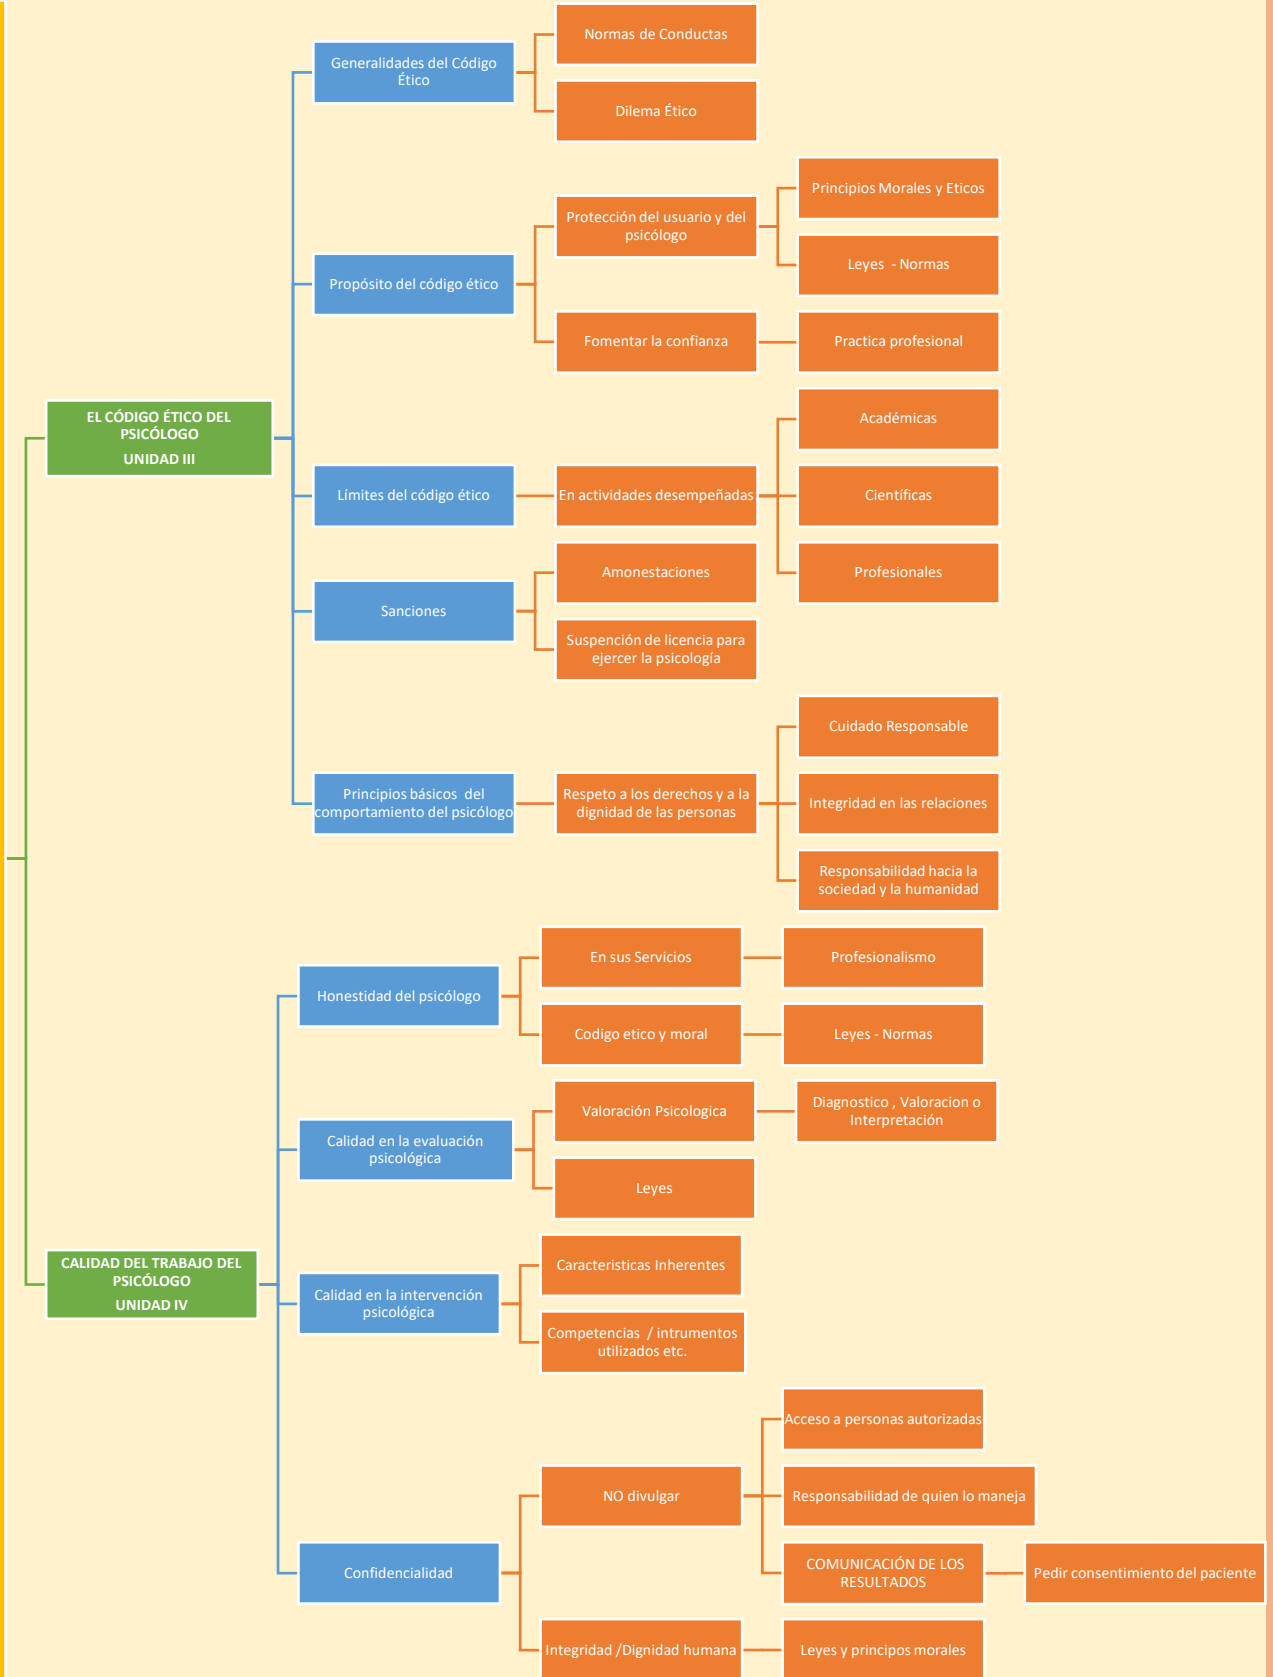 Normas de Conductas
Generalidades del Código
Ético
Dilema Ético
Principios Morales y Eticos
Protección del usuario y del
psicólogo
Leyes - Normas
Propósito del código ético
Fomentar la confianza
Practica profesional
EL CÓDIGO ÉTICO DEL
PSICÓLOGO
UNIDAD III
Académicas
Límites del código ético
En actividades desempeñadas
Científicas
Profesionales
Amonestaciones
Sanciones
Suspención de licencia para
ejercer la psicología
Cuidado Responsable
Principios básicos del
comportamiento del psicólogo
Respeto a los derechos y a la
dignidad de las personas
Integridad en las relaciones
Responsabilidad hacia la
sociedad y la humanidad
En sus Servicios
Profesionalismo
Honestidad del psicólogo
Codigo etico y moral
Leyes - Normas
Valoración Psicologica
Diagnostico , Valoracion o
Interpretación
Calidad en la evaluación
psicológica
Leyes
CALIDAD DEL TRABAJO DEL
PSICÓLOGO
UNIDAD IV
Caracteristicas Inherentes
Calidad en la intervención
psicológica
Competencias / intrumentos
utilizados etc.
Acceso a personas autorizadas
NO divulgar
Responsabilidad de quien lo maneja
Confidencialidad
COMUNICACIÓN DE LOS
RESULTADOS
Pedir consentimiento del paciente
Integridad /Dignidad humana
Leyes y principos morales